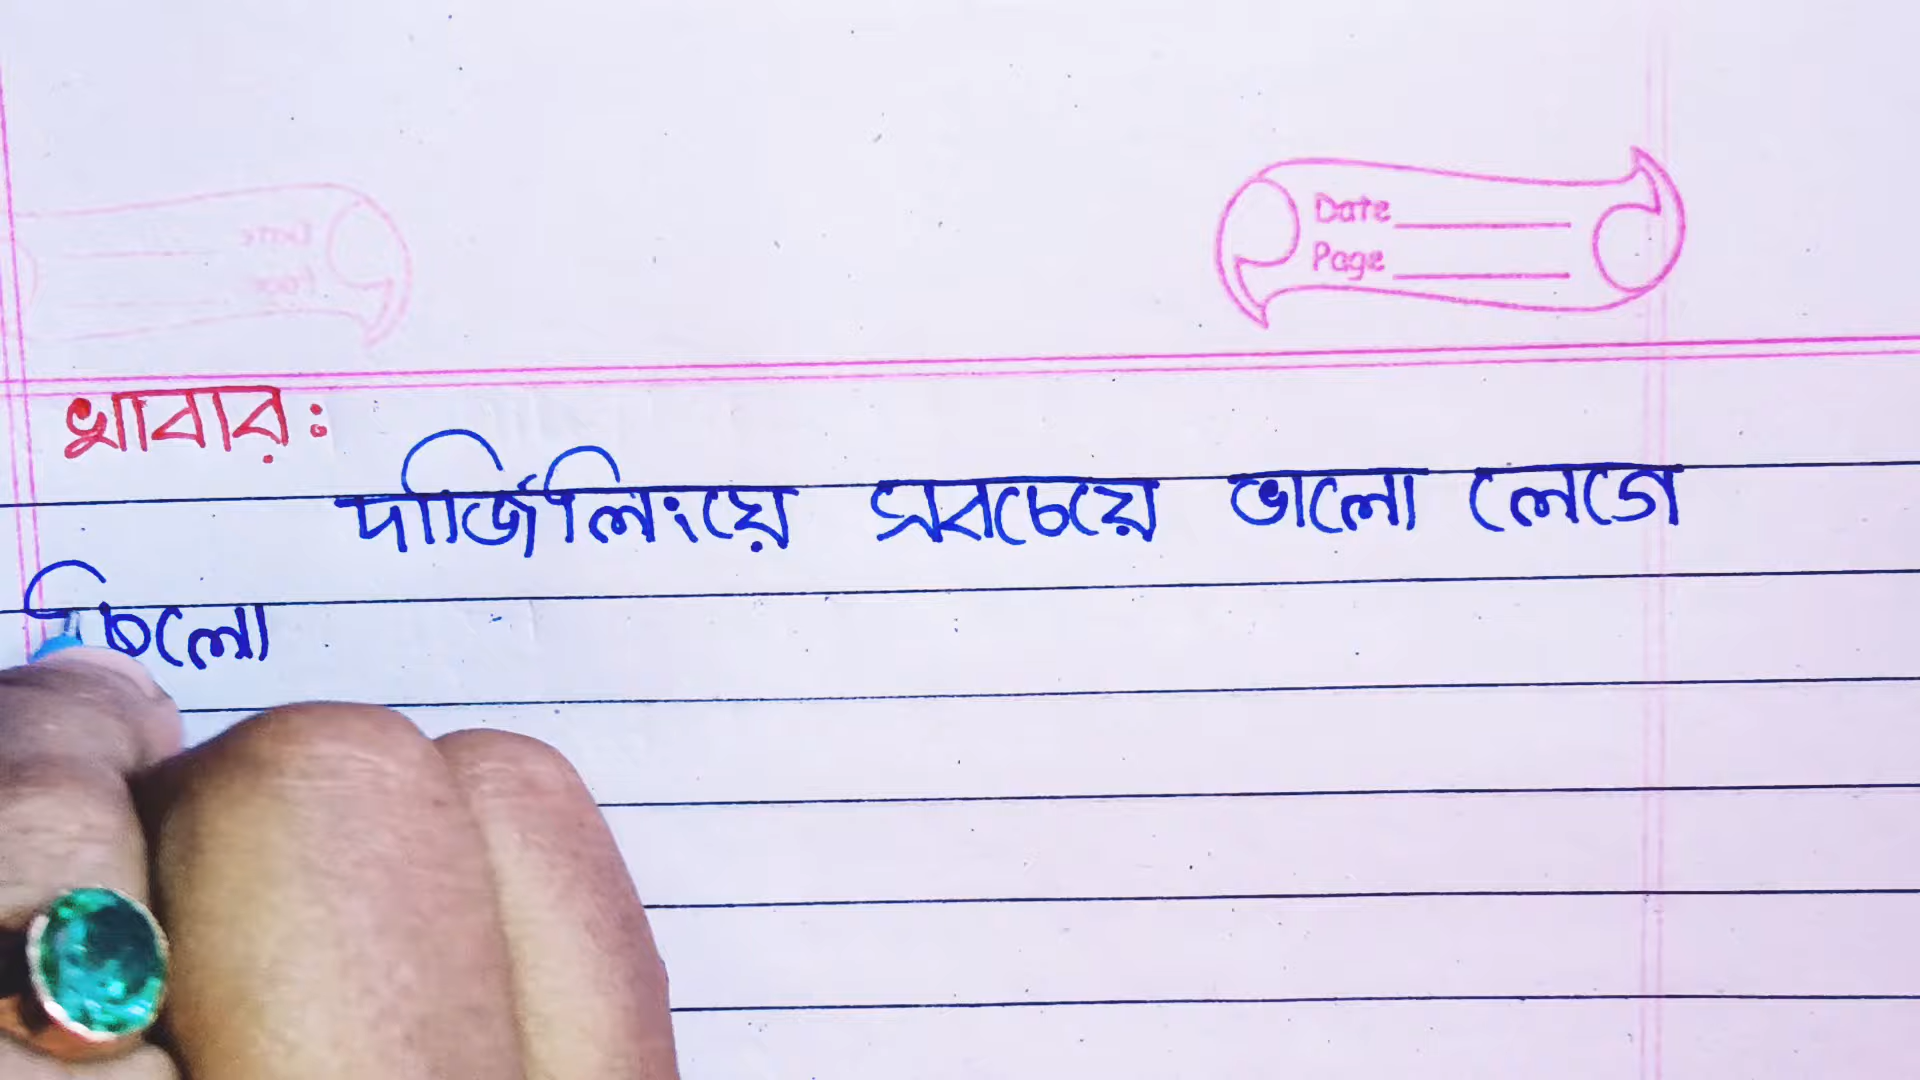 Date
Page
খাবার:
দার্জিলিংয়ে সবচেয়ে ভালো লেগে
ছিলো